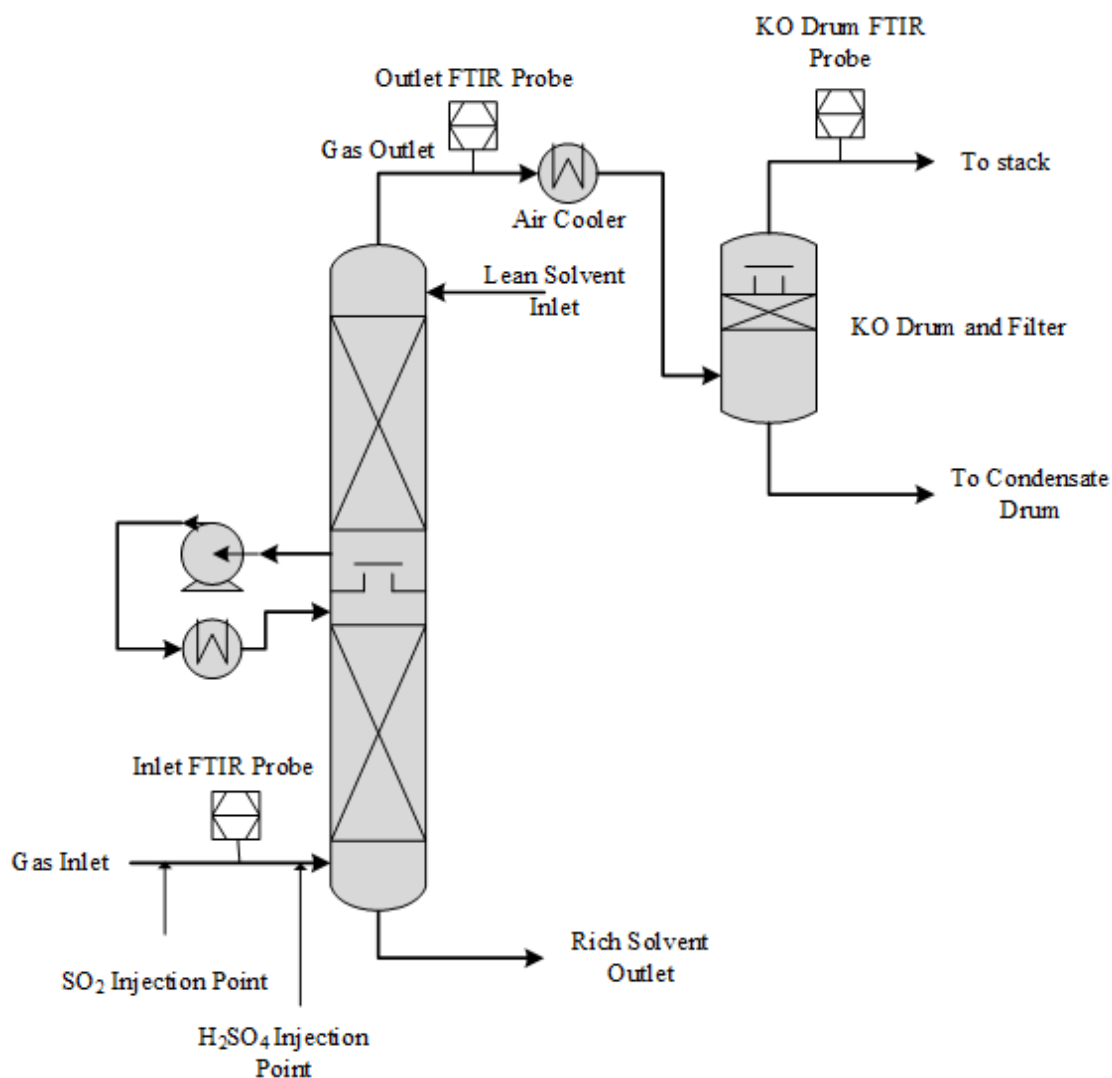 KO Drum FTIR
Probe
Outlet FTIR Probe
Gas Outlet
To stack
Air Cooler
Lean Solvent
Inlet
KO Drum and Filter
To Condensate
Drum
Inlet FTIR Probe
Gas Inlet
Rich Solvent
Outlet
SO₂ Injection Point
H₂SO₄ Injection
Point